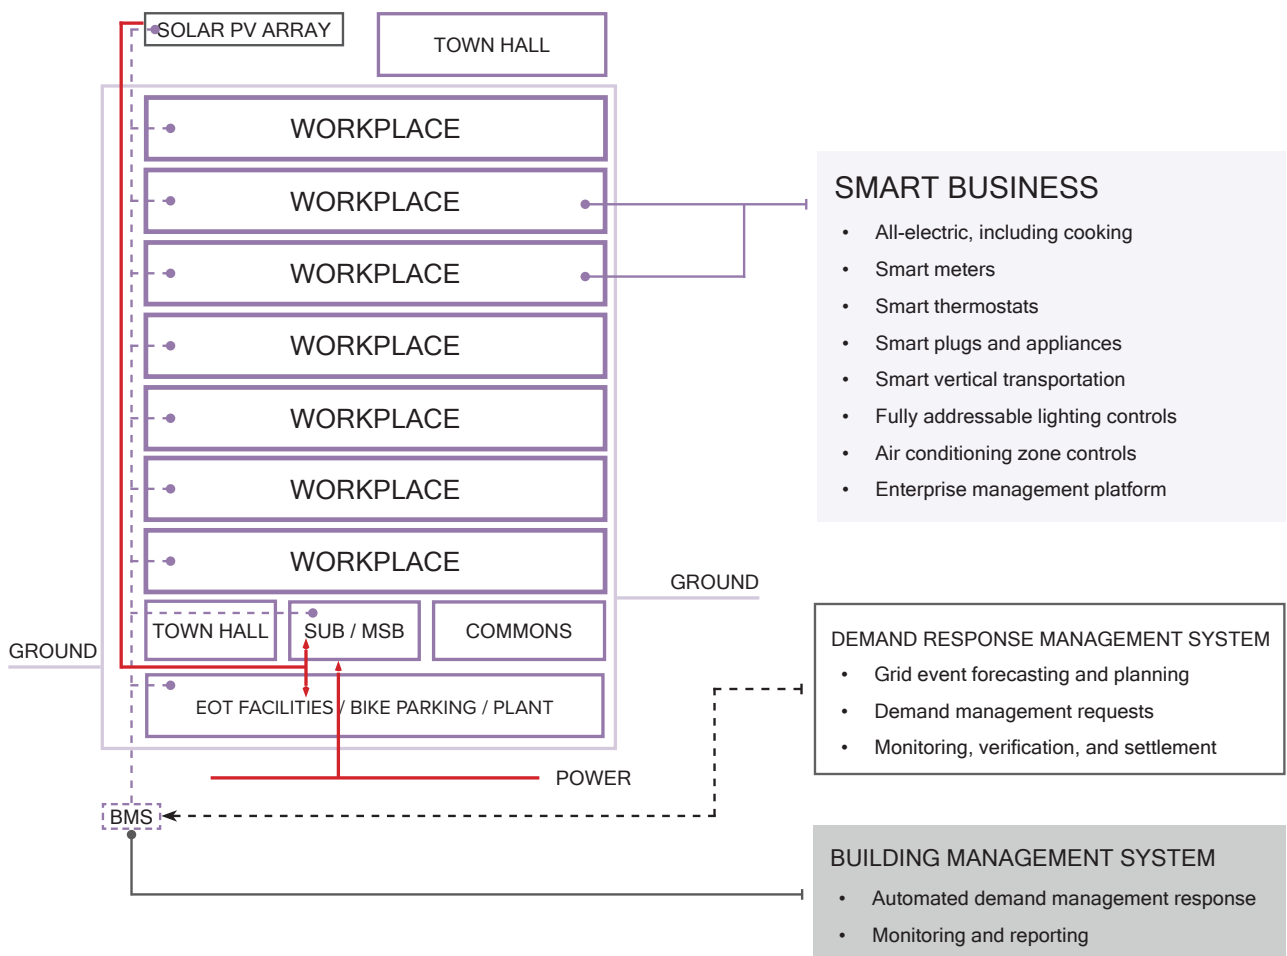 SOLAR PV ARRAY
TOWN HALL
WORKPLACE
WORKPLACE
WORKPLACE
WORKPLACE
WORKPLACE
WORKPLACE
WORKPLACE
TOWN HALL
SUB / MSB
COMMONS
EOT FACILITIES / BIKE PARKING / PLANT
GROUND
GROUND
POWER
BMS
SMART BUSINESS
• All-electric, including cooking
• Smart meters
• Smart thermostats
• Smart plugs and appliances
• Smart vertical transportation
• Fully addressable lighting controls
• Air conditioning zone controls
• Enterprise management platform
DEMAND RESPONSE MANAGEMENT SYSTEM
• Grid event forecasting and planning
• Demand management requests
• Monitoring, verification, and settlement
BUILDING MANAGEMENT SYSTEM
• Automated demand management response
• Monitoring and reporting